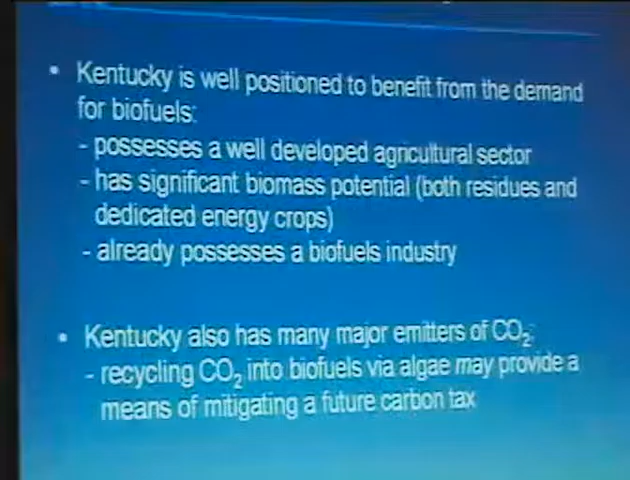 • Kentucky is well positioned to benefit from the demand
for biofuels:
- possesses a well developed agricultural sector
- has significant biomass potential (both residues and
dedicated energy crops)
- already possesses a biofuels industry
• Kentucky also has many major emitters of CO₂:
- recycling CO₂ into biofuels via algae may provide a
means of mitigating a future carbon tax